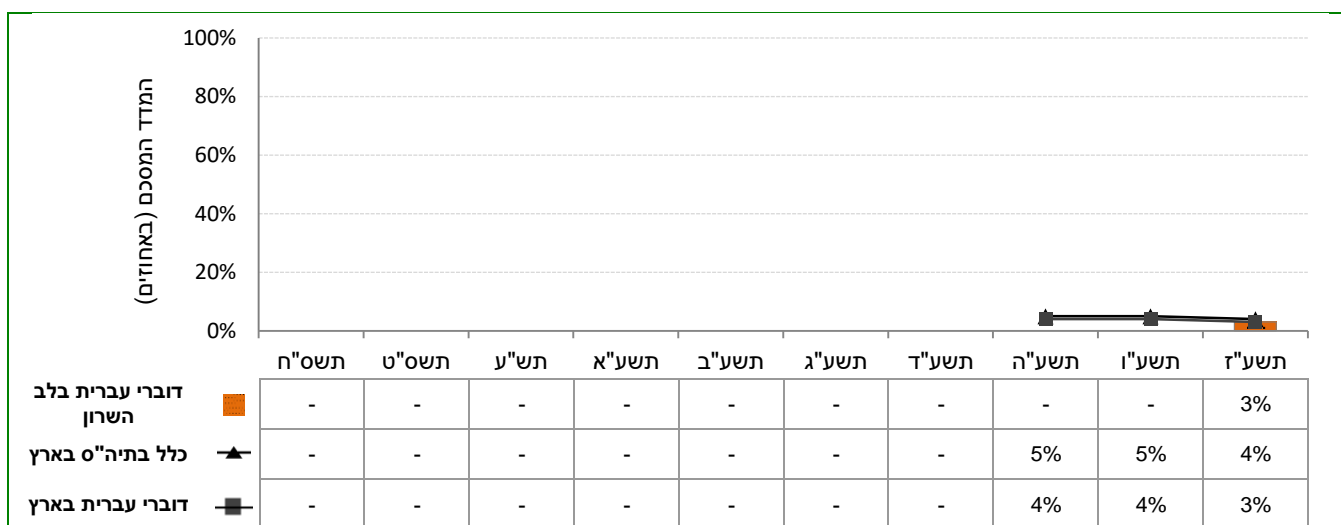 המדד המסכם (באחוזים)
100%
80%
60%
40%
20%
0%
תשס"ח תשס"ט תש"ע תשע"א תשע"ב תשע"ג תשע"ד תשע"ה תשע"ו תשע"ז
דוברי עברית בלב
השרון
- - - - - - - - - 3%
כלל בתיה"ס בארץ - - - - - - - 5% 5% 4%
דוברי עברית בארץ - - - - - - - 4% 4% 3%